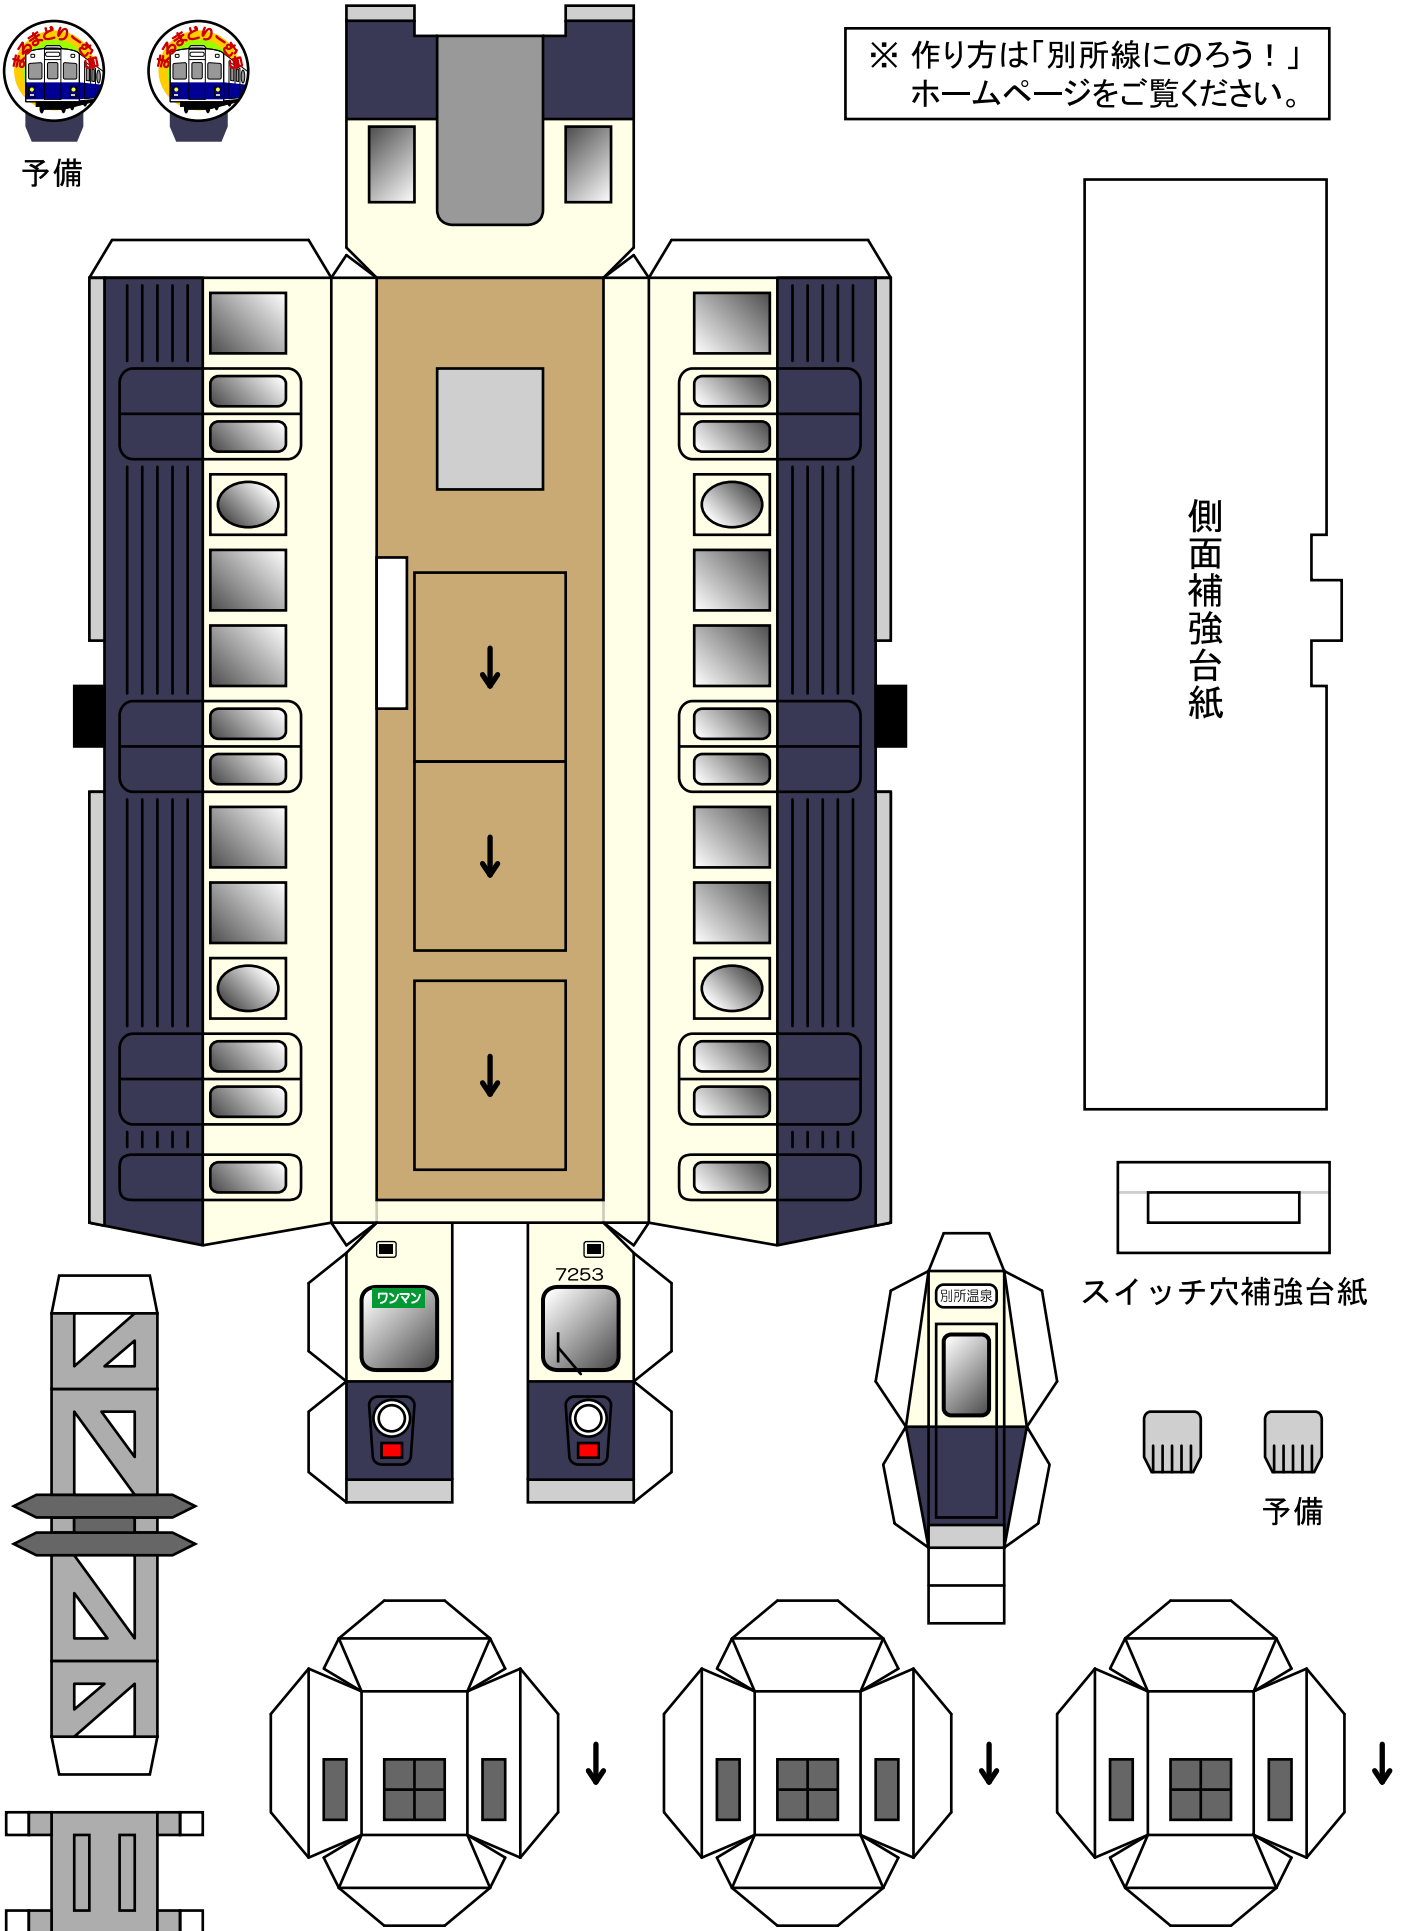 まるまどりーむ号
まるまどりーむ号
予備
※ 作り方は「別所線にのろう！」
ホームページをご覧ください。
側面補強台紙
スイッチ穴補強台紙
7253
ワンマン
別所温泉
予備